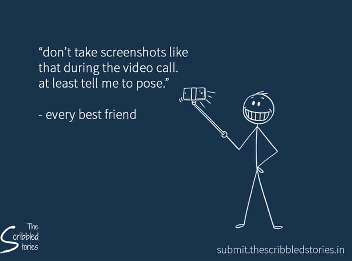 "don't take screenshots like
that during the video call.
at least tell me to pose."
- every best friend
The
Scribbled
Stories
submit.thescribbledstories.in